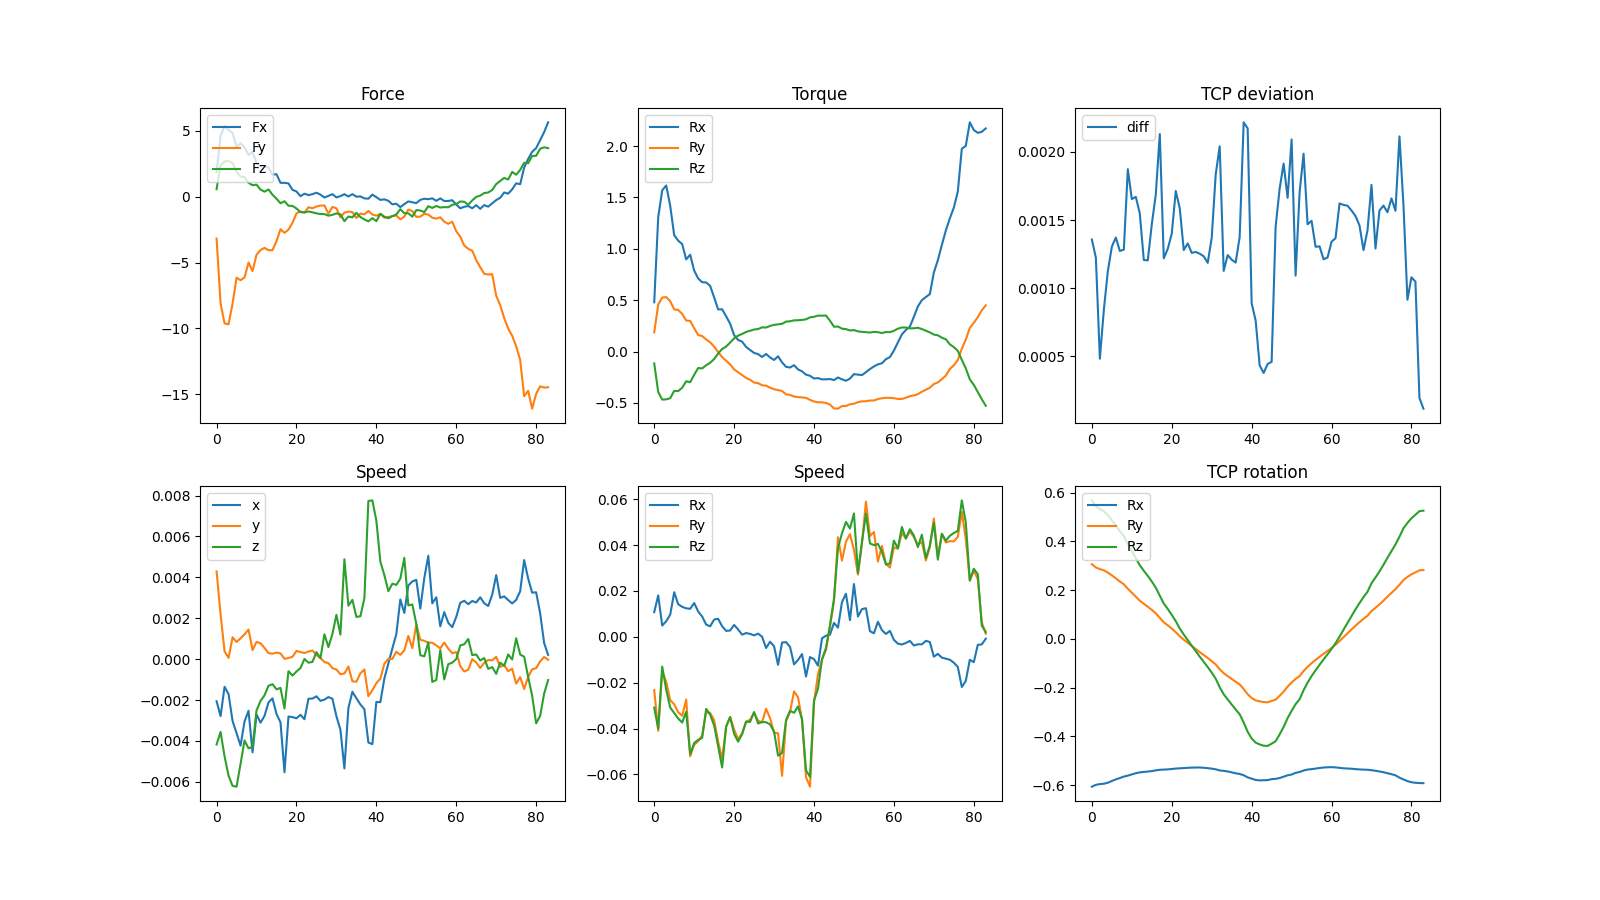 Force
Fx
Fy
Fz
5
0
−5
−10
−15
0 20 40 60 80
Torque
Rx
Ry
Rz
2.0
1.5
1.0
0.5
0.0
−0.5
0 20 40 60 80
TCP deviation
diff
0.0020
0.0015
0.0010
0.0005
0 20 40 60 80
Speed
x
y
z
0.008
0.006
0.004
0.002
0.000
−0.002
−0.004
−0.006
0 20 40 60 80
Speed
Rx
Ry
Rz
0.06
0.04
0.02
0.00
−0.02
−0.04
−0.06
0 20 40 60 80
TCP rotation
Rx
Ry
Rz
0.6
0.4
0.2
0.0
−0.2
−0.4
−0.6
0 20 40 60 80